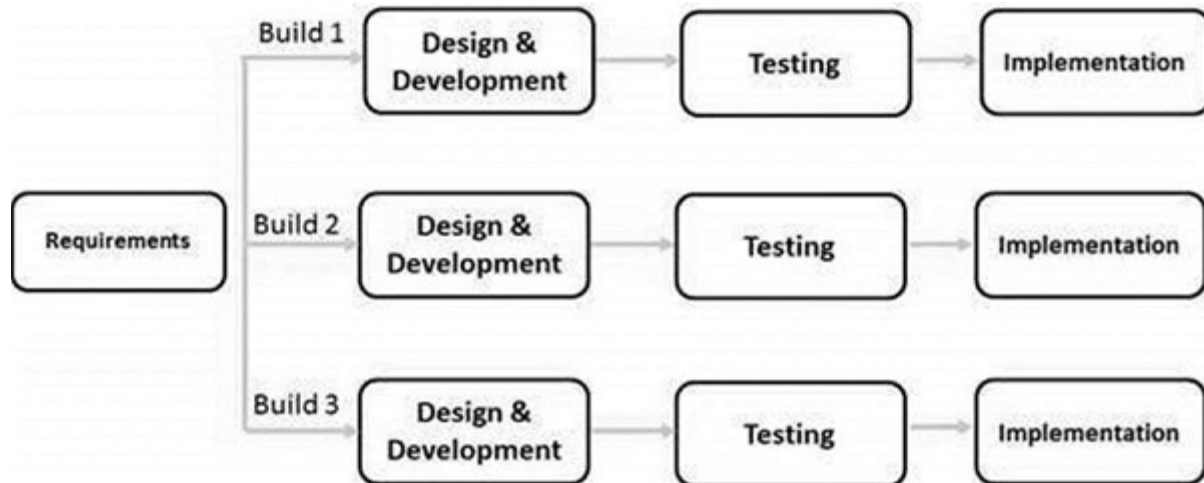 Build 1
Design &
Development
Testing
Implementation
Requirements
Build 2
Design &
Development
Testing
Implementation
Build 3
Design &
Development
Testing
Implementation